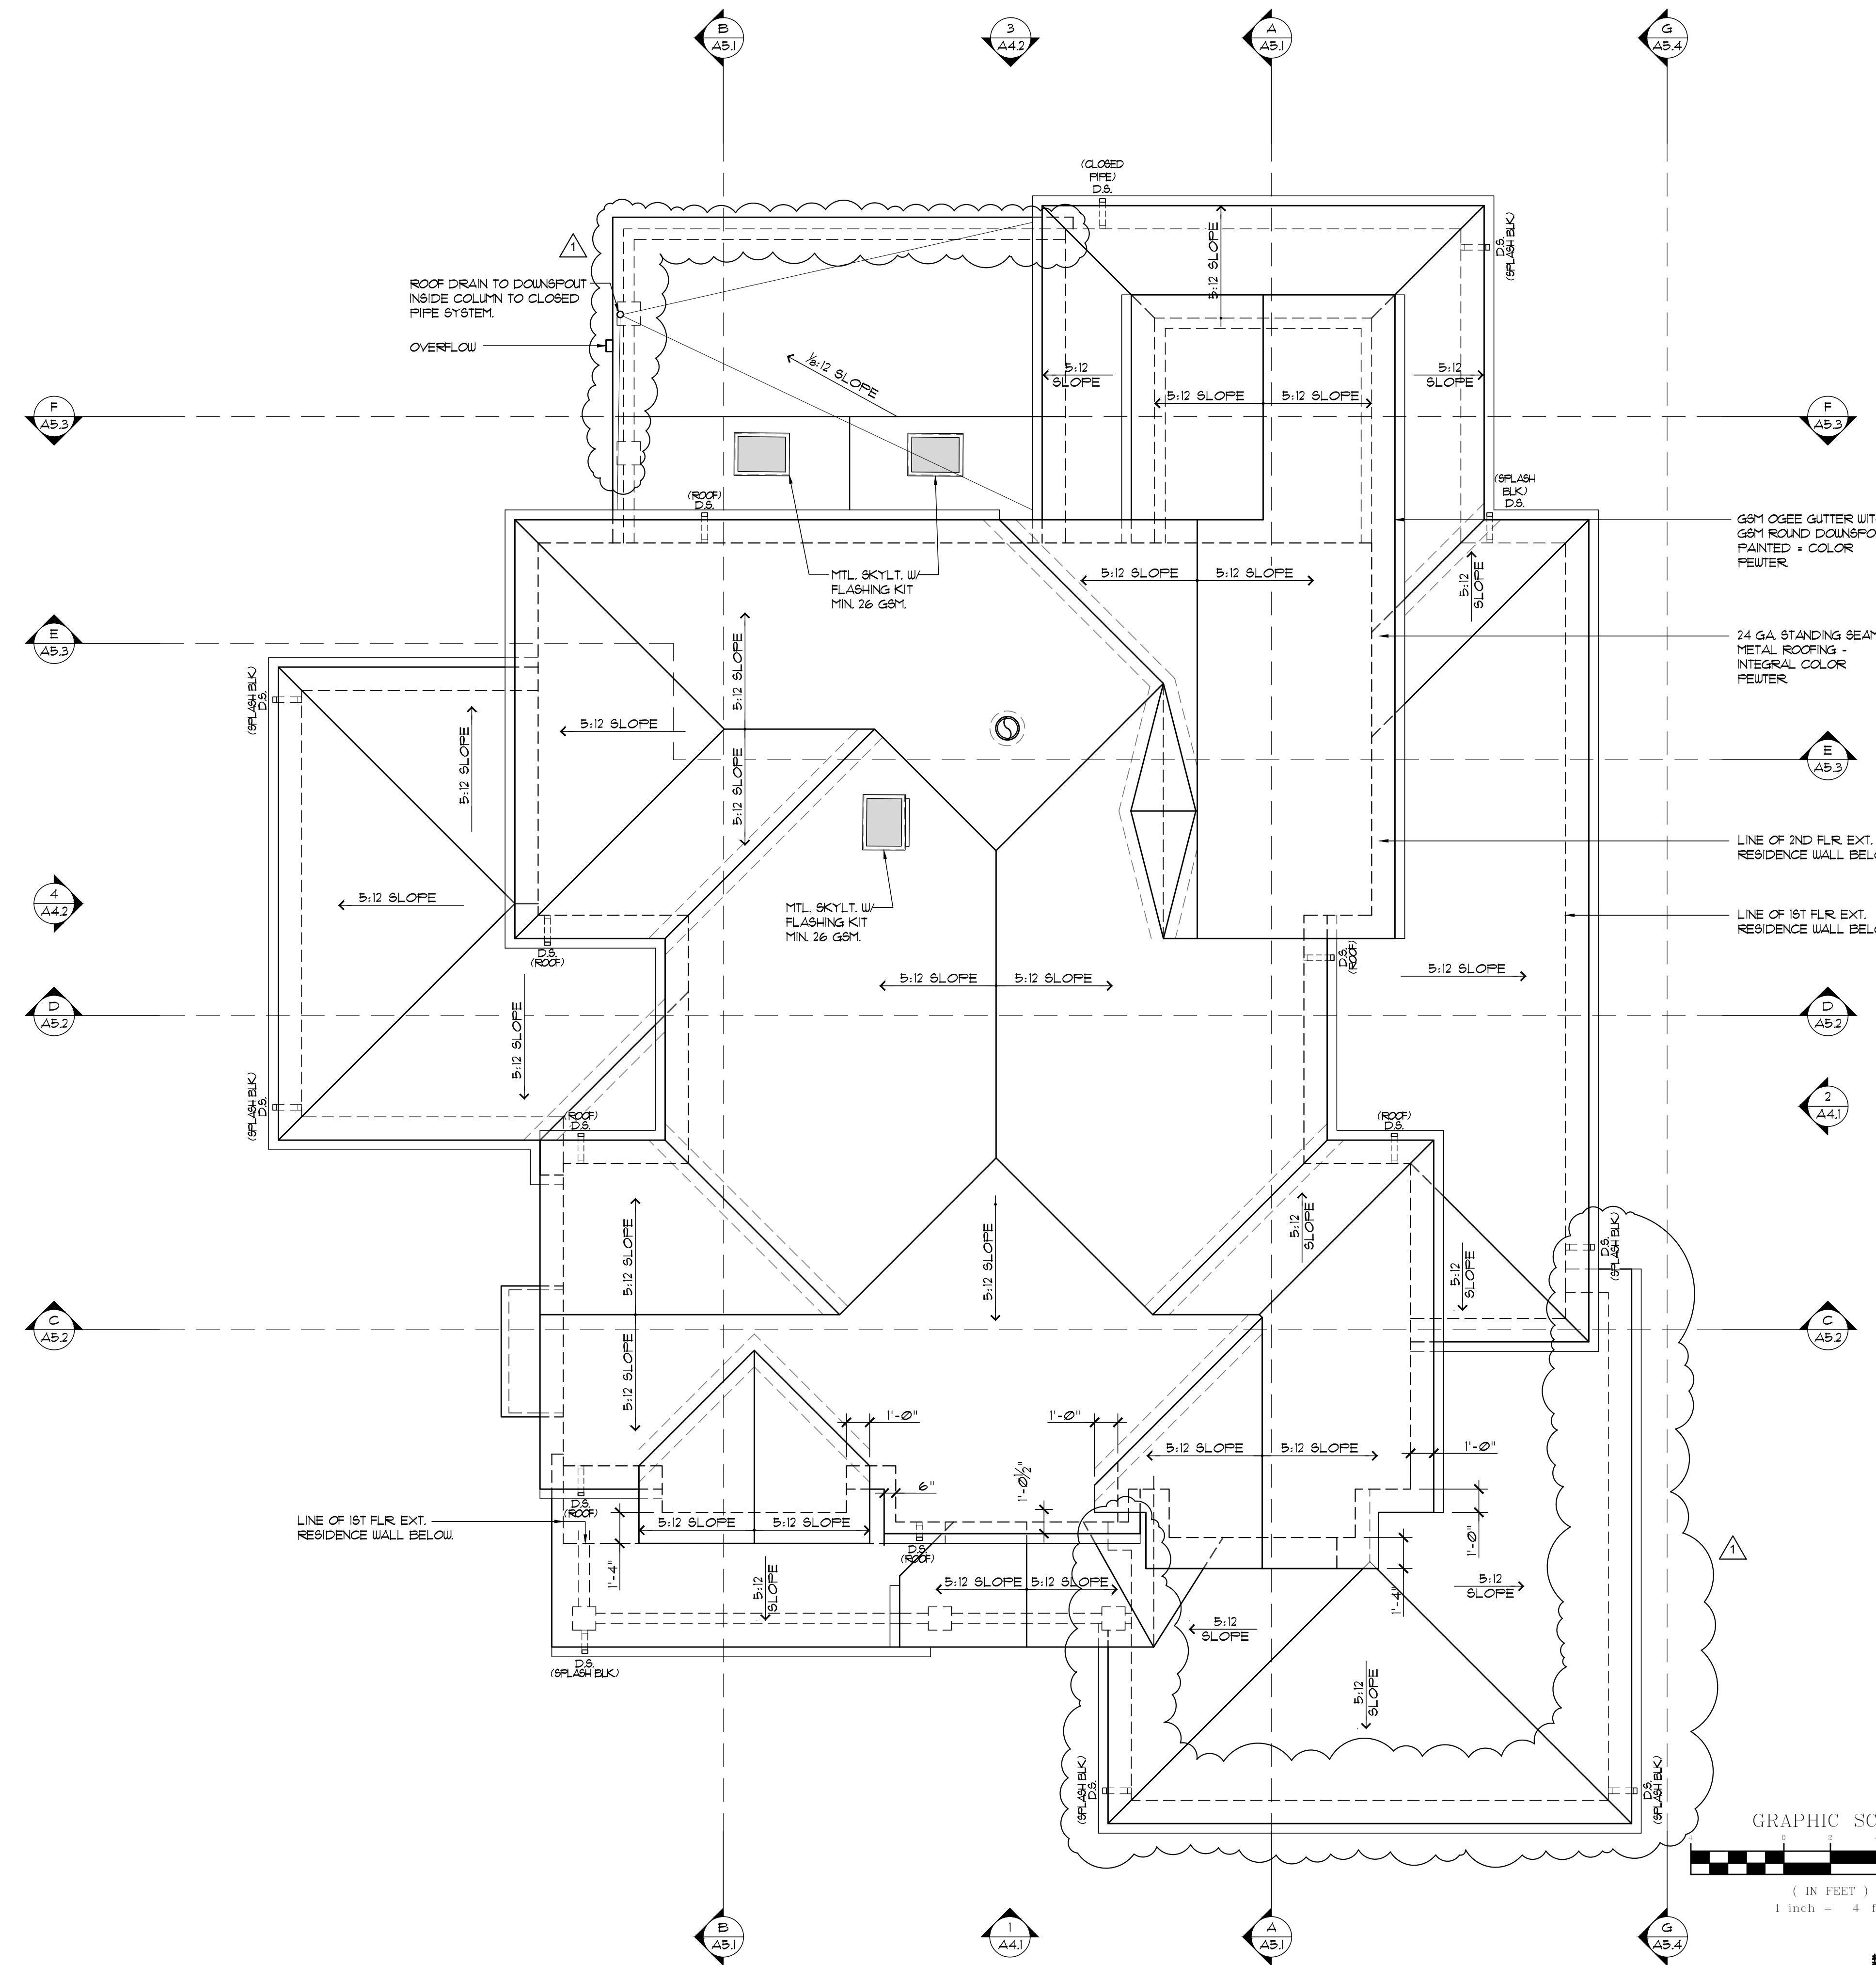 B
A5.1
3
A4.2
A
A5.1
G
A5.4
(CLOSED
PIPE)
D.S.
5:12 SLOPE
D.S.
(SPLASH BLK.)
1
ROOF DRAIN TO DOWNSPOUT
INSIDE COLUMN TO CLOSED
PIPE SYSTEM.
OVERFLOW
⅛:12 SLOPE
5:12
SLOPE
5:12
SLOPE
5:12 SLOPE
5:12 SLOPE
F
A5.3
F
A5.3
(ROOF)
D.S.
(SPLASH
BLK.)
D.S.
GSM OGEE GUTTER
GSM ROUND
PAINTED = COLOR
PEWTER
MTL. SKYLT. W/
FLASHING KIT
MIN. 26 GSM.
5:12 SLOPE
5:12 SLOPE
5:12
SLOPE
E
A5.3
5:12 SLOPE
24 GA. STANDING
METAL ROOFING -
INTEGRAL COLOR
PEWTER
(SPLASH BLK.)
D.S.
5:12 SLOPE
5:12 SLOPE
5:12 SLOPE
E
A5.3
LINE OF 2ND FLR. EXT.
RESIDENCE WALL
4
A4.2
5:12 SLOPE
MTL. SKYLT. W/
FLASHING KIT
MIN. 26 GSM.
LINE OF 1ST FLR. EXT.
RESIDENCE WALL
D.S.
(ROOF)
D.S.
(ROOF)
5:12 SLOPE
5:12 SLOPE
5:12 SLOPE
D
A5.2
5:12 SLOPE
D
A5.2
(SPLASH BLK.)
D.S.
(ROOF)
D.S.
(ROOF)
D.S.
2
A4.1
5:12 SLOPE
5:12 SLOPE
5:12
SLOPE
5:12
SLOPE
D.S.
(SPLASH BLK.)
C
A5.2
5:12 SLOPE
C
A5.2
1'-0"
1'-0"
5:12 SLOPE
5:12 SLOPE
1'-0"
6"
1'-0½"
D.S.
(ROOF)
LINE OF 1ST FLR. EXT.
RESIDENCE WALL BELOW.
5:12 SLOPE
5:12 SLOPE
D.S.
(ROOF)
1'-0"
1
1'-4"
5:12
SLOPE
5:12 SLOPE
5:12 SLOPE
1'-4"
5:12
SLOPE
5:12
SLOPE
D.S.
(SPLASH BLK.)
5:12
SLOPE
(SPLASH BLK.)
D.S.
D.S.
(SPLASH BLK.)
GRAPHIC
4
0
2
( IN FEET )
1 inch = 4
B
A5.1
1
A4.1
A
A5.1
G
A5.4